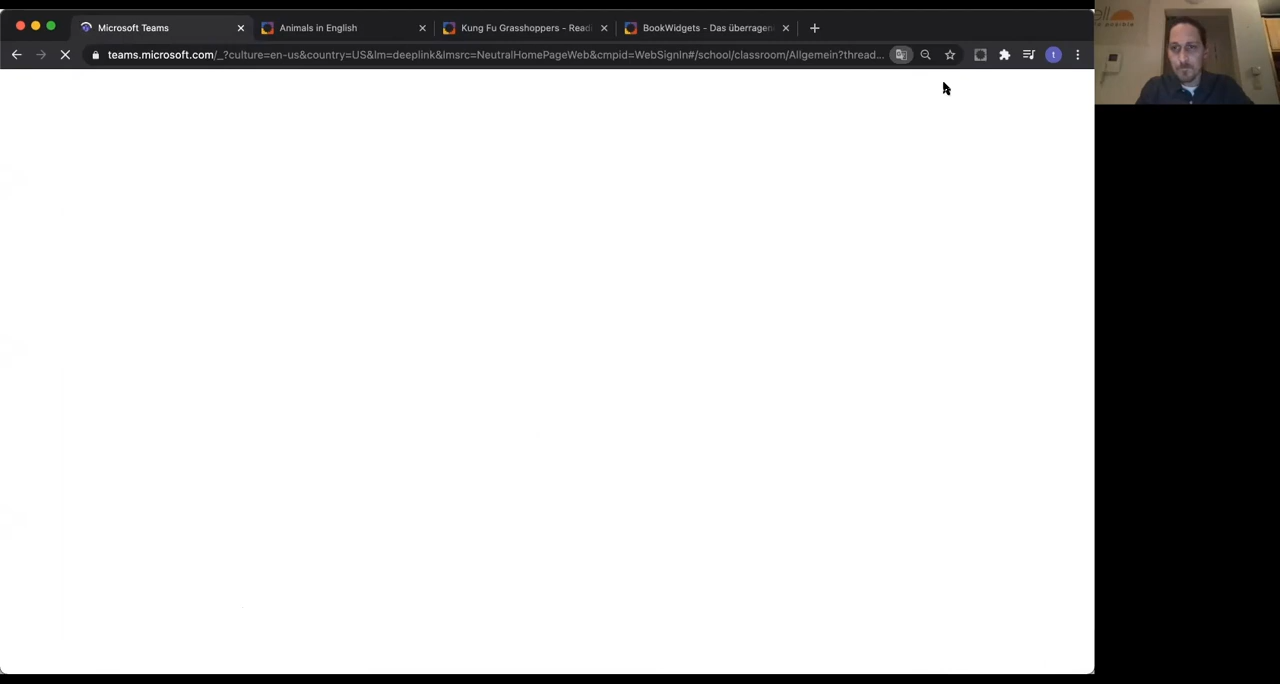 Microsoft Teams
Animals in English
Kung Fu Grasshoppers - Readi
BookWidgets - Das überragen
teams.microsoft.com/_?culture=en-us&country=US&lm=deeplink&lmsrc=NeutralHomePageWeb&cmpid=WebSignIn#/school/classroom/Allgemein?thread...
t